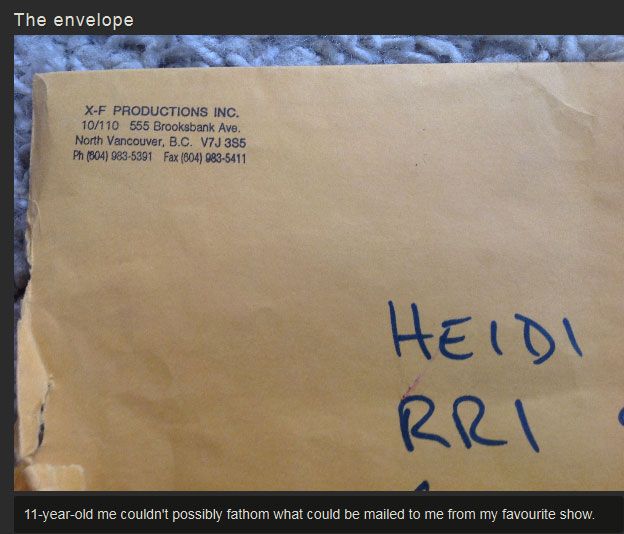 The envelope
X-F PRODUCTIONS INC.
10/110 555 Brooksbank Ave.
North Vancouver, B.C. V7J 3S5
Ph (604) 983-5391 Fax (604) 983-5411
HEIDI
RR1
11-year-old me couldn't possibly fathom what could be mailed to me from my favourite show.